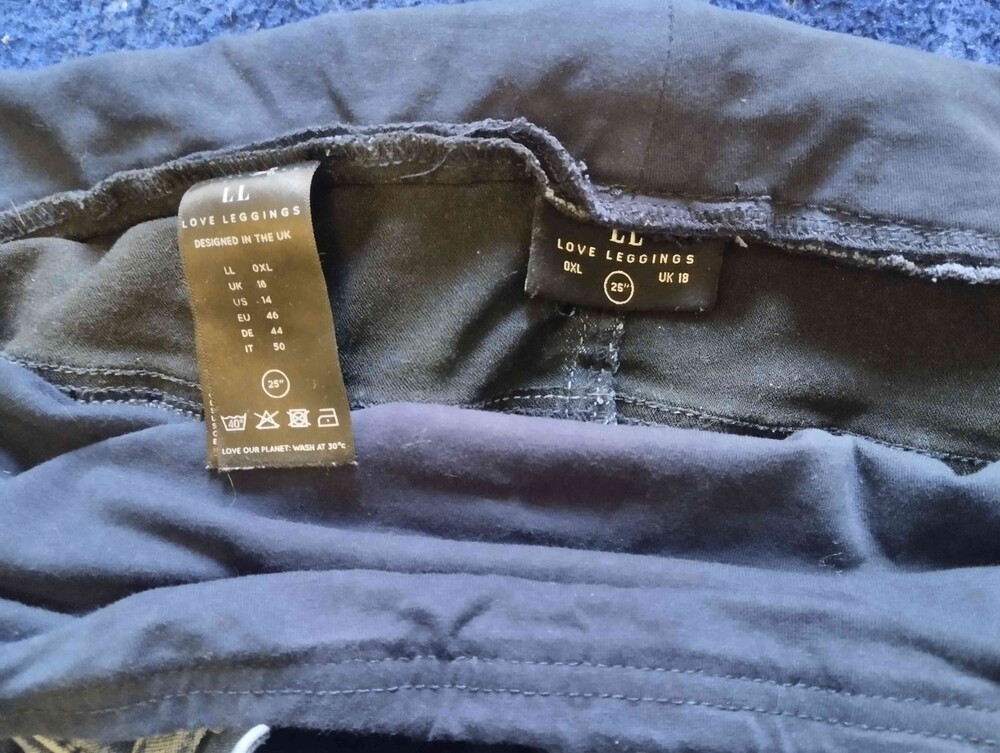 LL
LOVE LEGGINGS
DESIGNED IN THE UK
LL 0XL
UK 18
US 14
EU 46
DE 44
IT 50
25"
40°
LOVE OUR PLANET: WASH AT 30°c
LL
LOVE LEGGINGS
0XL UK 18
25"